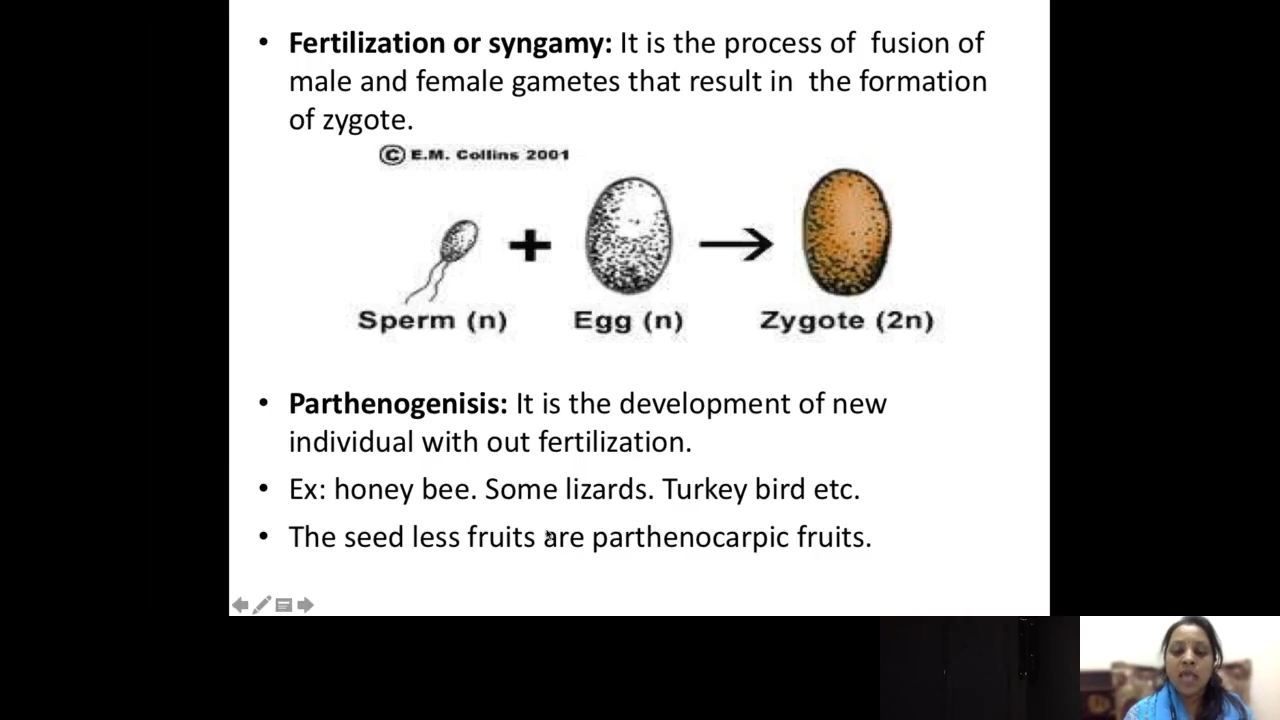 • Fertilization or syngamy: It is the process of fusion of
male and female gametes that result in the formation
of zygote.
© E.M. Collins 2001
+ →
Sperm (n) Egg (n) Zygote (2n)
• Parthenogenisis: It is the development of new
individual with out fertilization.
• Ex: honey bee. Some lizards. Turkey bird etc.
• The seed less fruits are parthenocarpic fruits.